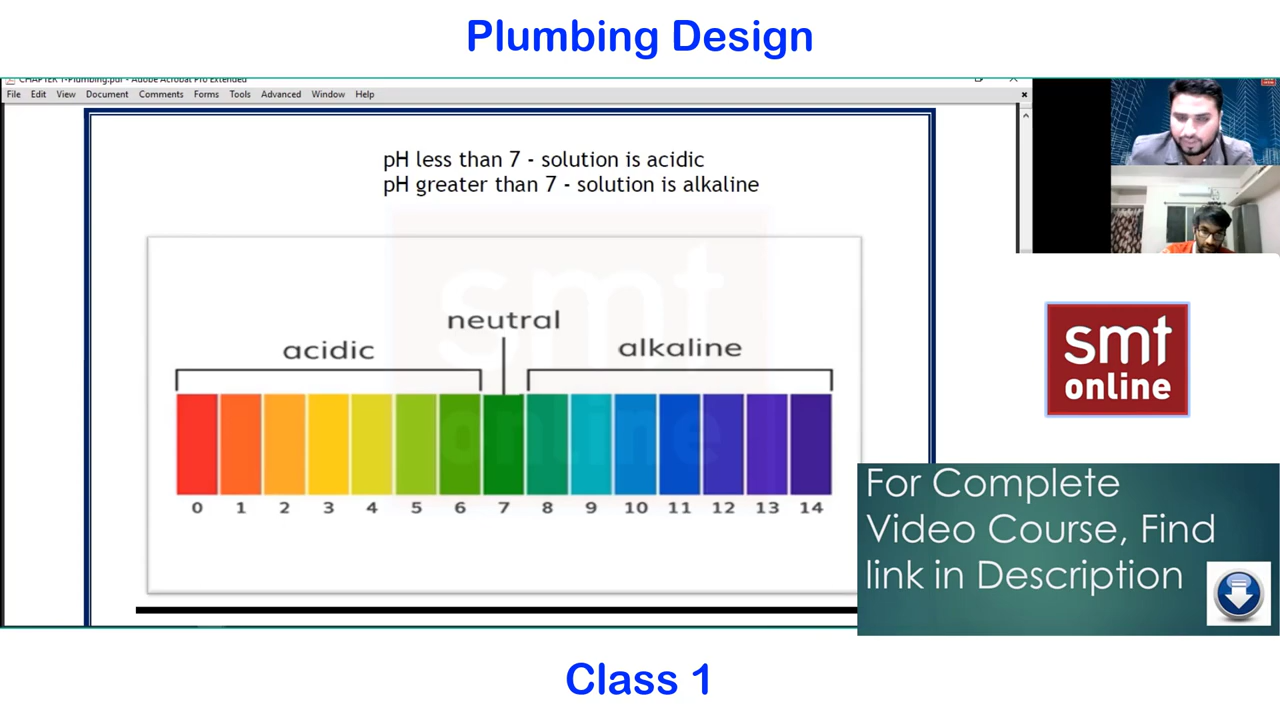 Plumbing Design
CHAPTER 1-Plumbing.pdf - Adobe Acrobat Pro Extended
File Edit View Document Comments Forms Tools Advanced Window Help
pH less than 7 - solution is acidic
pH greater than 7 - solution is alkaline
smt
online
neutral
acidic
alkaline
0 1 2 3 4 5 6 7 8 9 10 11 12 13 14
smt
online
For Complete
Video Course, Find
link in Description
Class 1